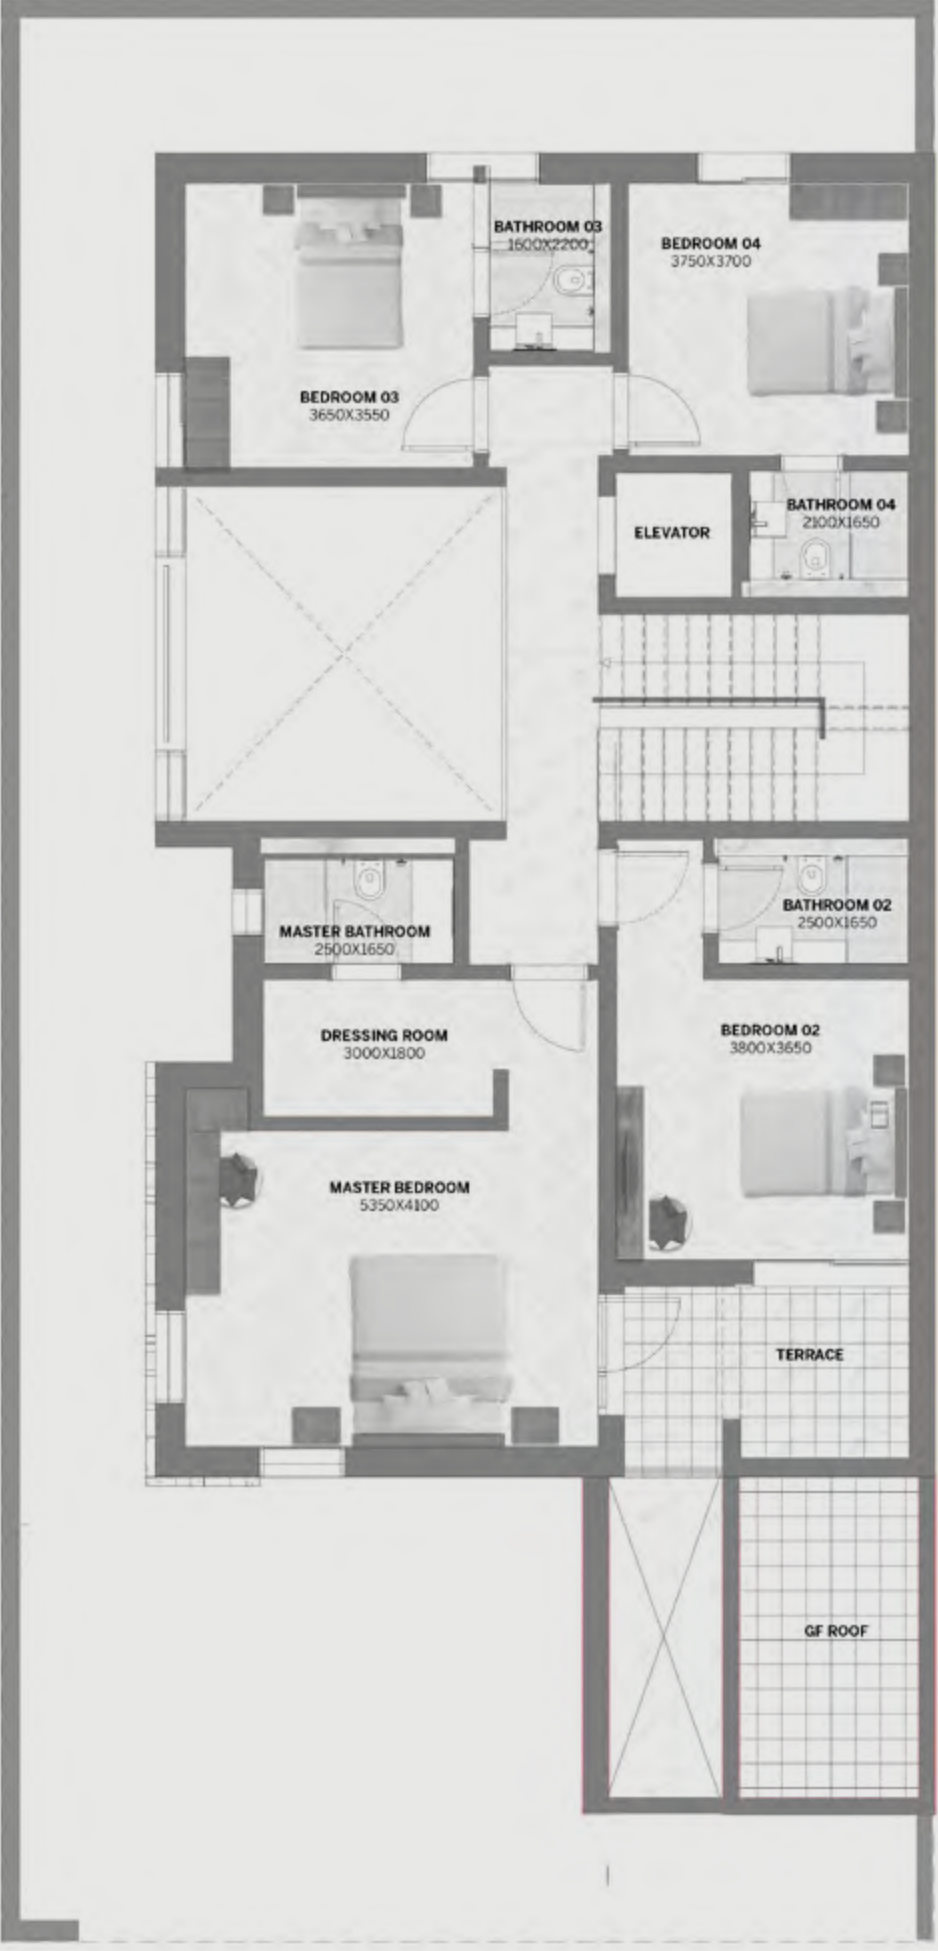 BATHROOM 03
1600X2200
BEDROOM 04
3750X3700
BEDROOM 03
3650X3550
ELEVATOR
BATHROOM 04
2100X1650
MASTER BATHROOM
2500X1650
BATHROOM 02
2500X1650
DRESSING ROOM
3000X1800
BEDROOM 02
3800X3650
MASTER BEDROOM
5350X4100
TERRACE
GF ROOF